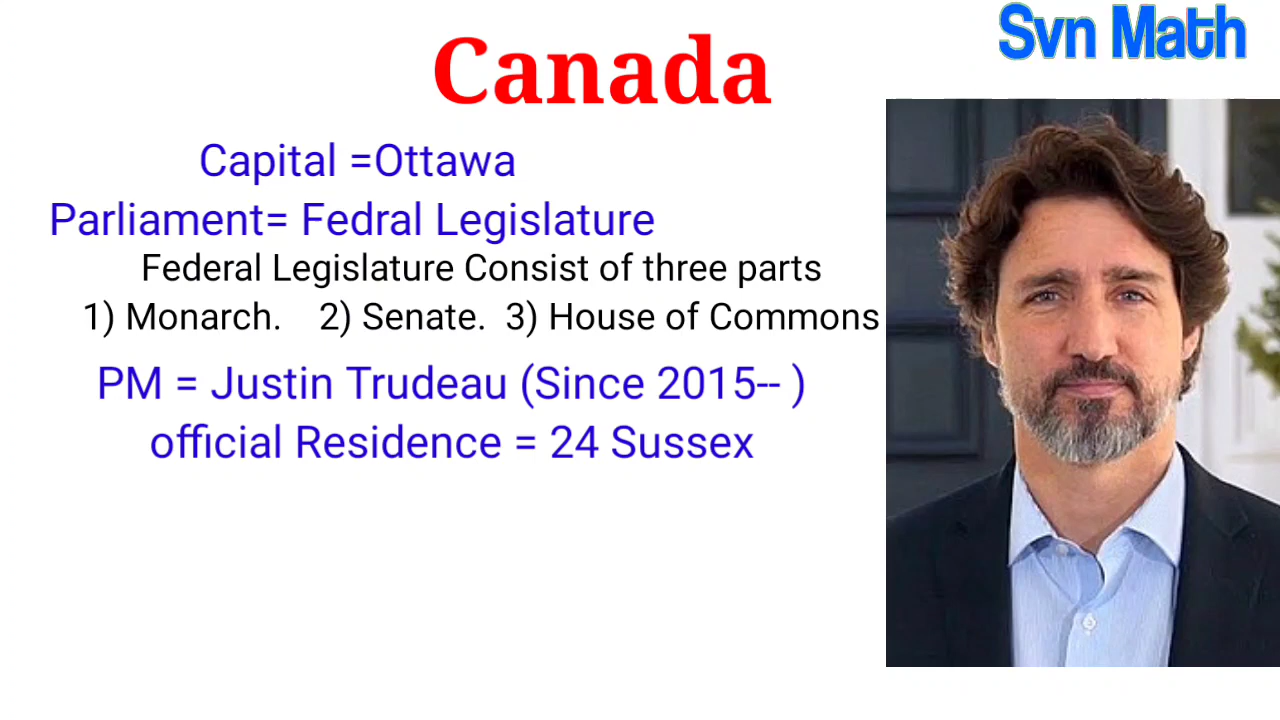 Svn Math
Canada
Capital =Ottawa
Parliament= Fedral Legislature
Federal Legislature Consist of three parts
1) Monarch. 2) Senate. 3) House of Commons
PM = Justin Trudeau (Since 2015-- )
official Residence = 24 Sussex